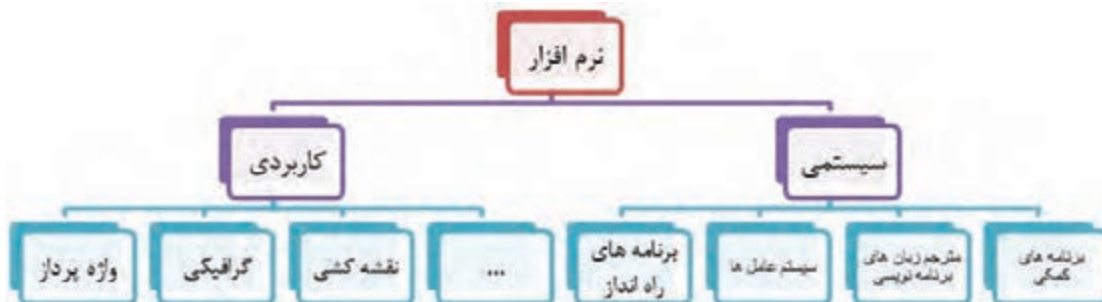 نرم افزار
سیستمی
کاربردی
برنامه های
کمکی
مترجم زبان های
برنامه نویسی
سیستم عامل ها
برنامه های
راه انداز
...
نقشه کشی
گرافیکی
واژه پرداز